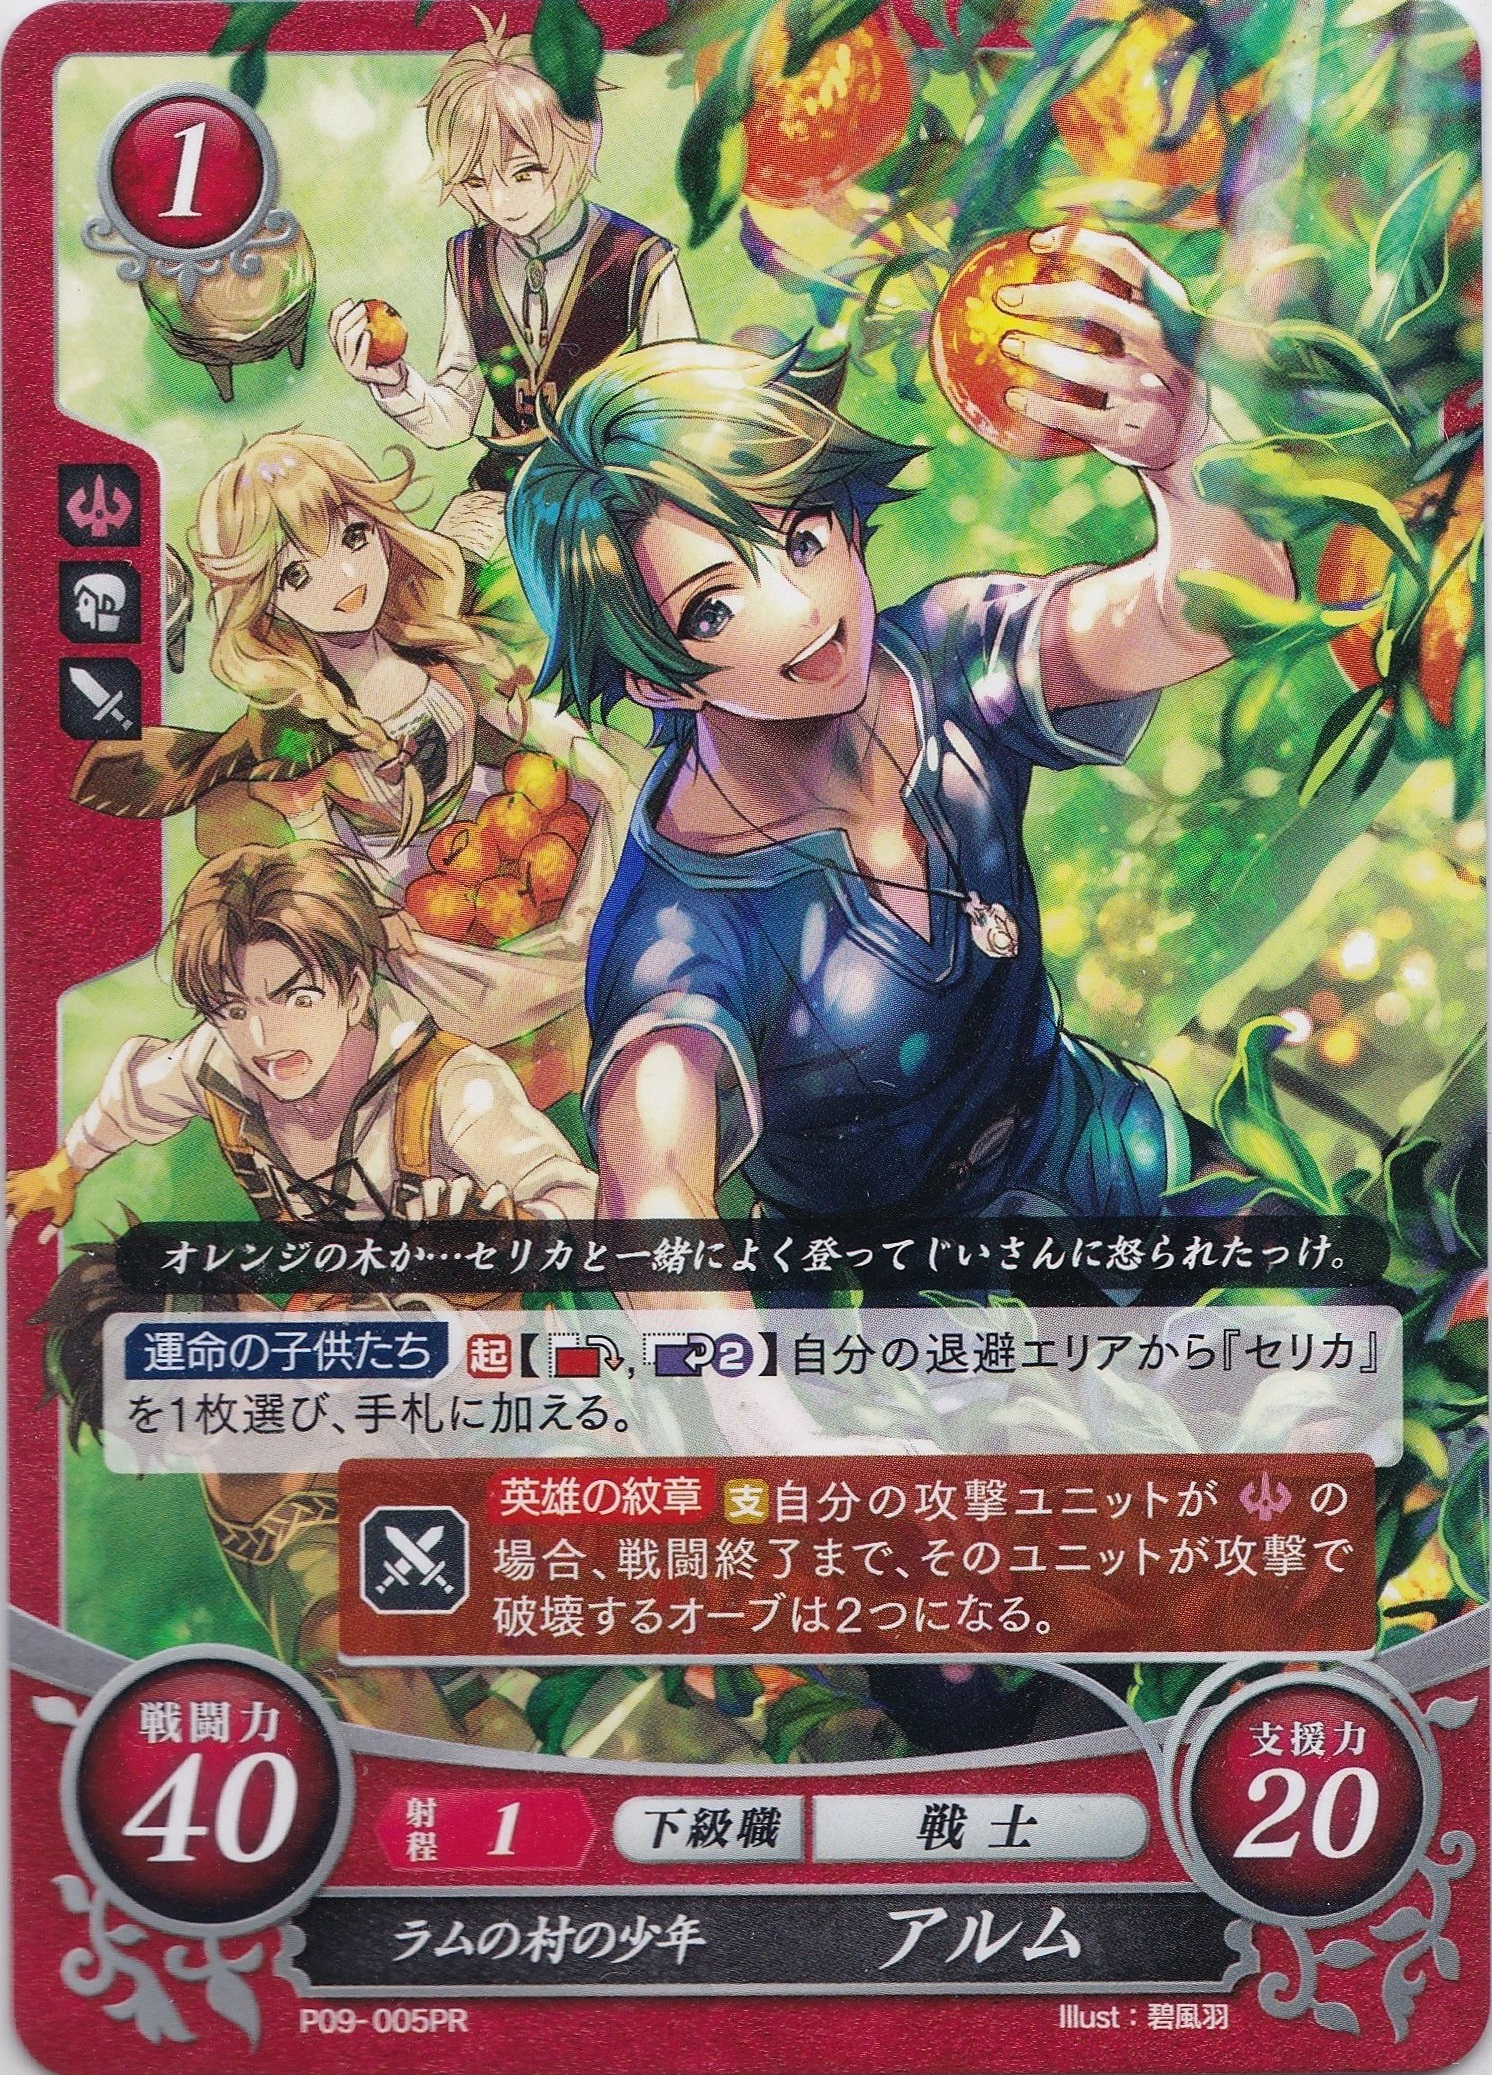 1
オレンジの木か…セリカと一緒によく登ってじいさんに怒られたっけ。
運命の子供たち 起【 , 2】自分の退避エリアから『セリカ』
を1枚選び、手札に加える。
英雄の紋章 支 自分の攻撃ユニットが の
場合、戦闘終了まで、そのユニットが攻撃で
破壊するオーブは2つになる。
戦闘力
40
射程 1
下級職
戦士
支援力
20
ラムの村の少年 アルム
P09-005PR
Illust：碧風羽